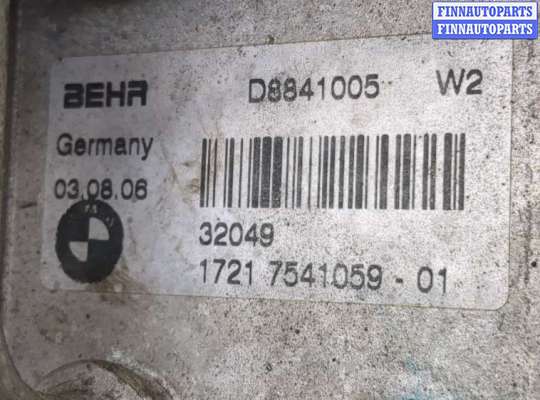 FINNAUTOPARTS
FINNAUTOPARTS
BEHR D8841005 W2
Germany
03.08.06
32049
1721 7541059 - 01